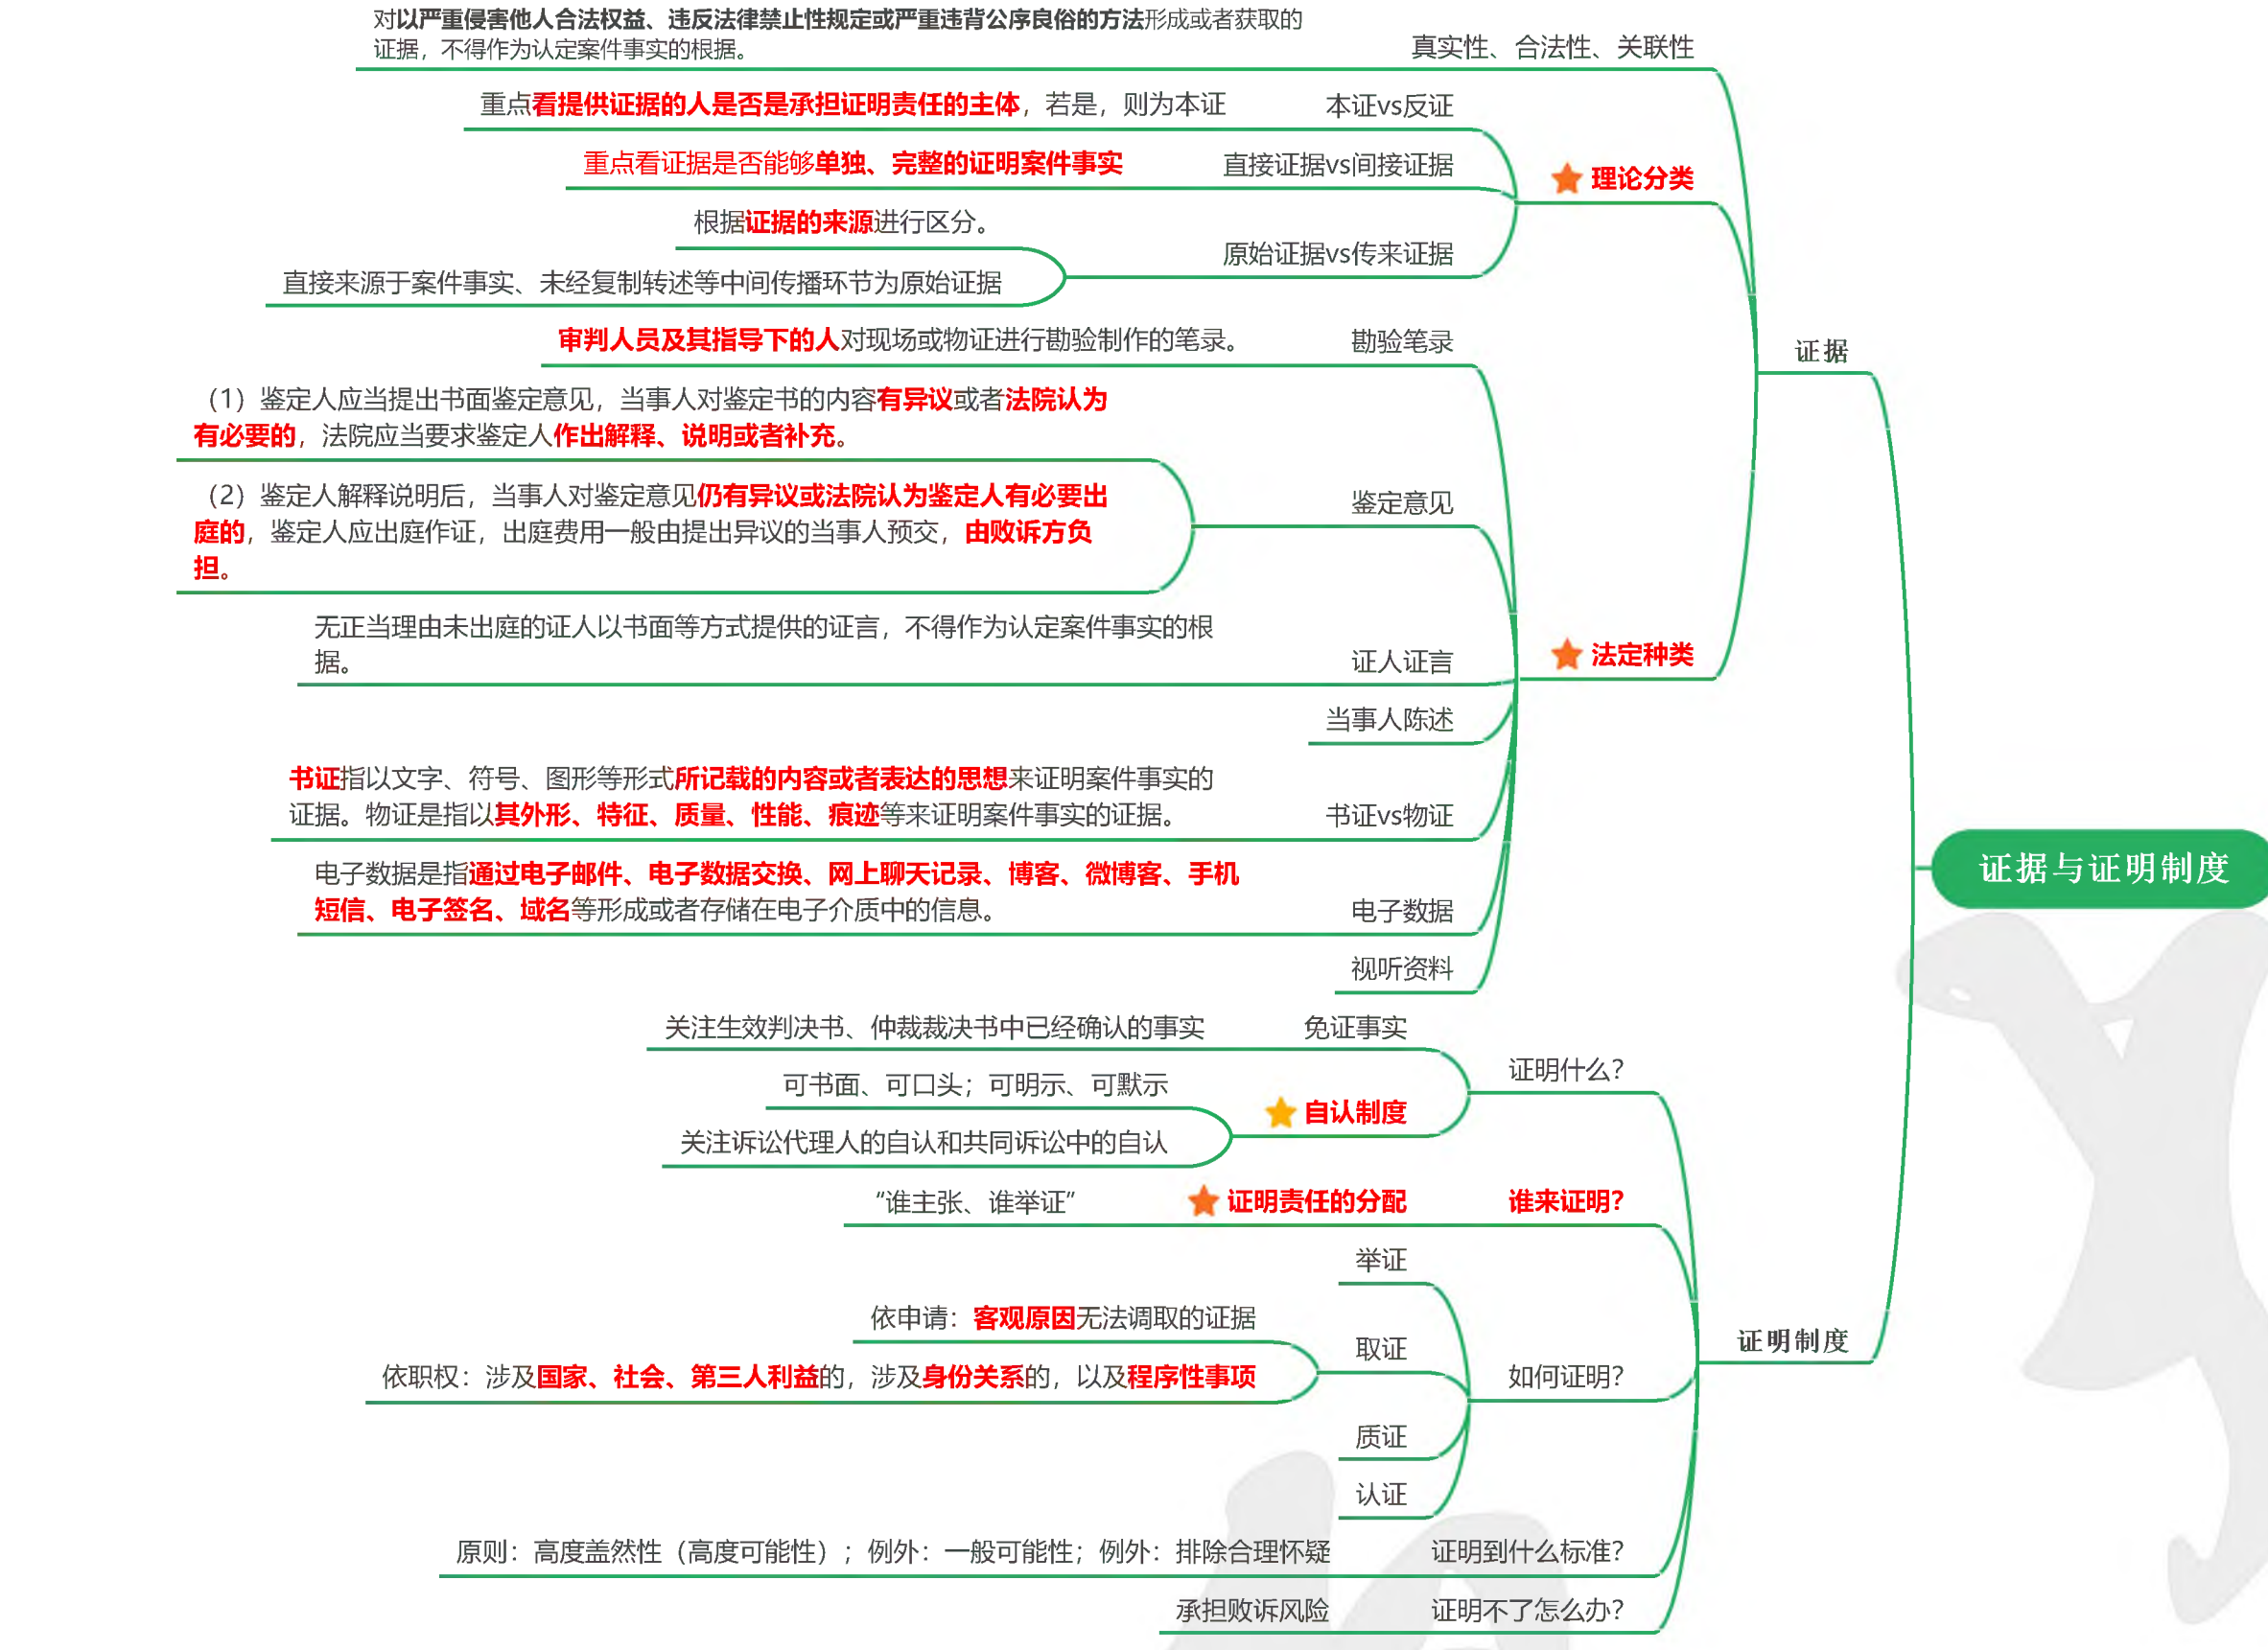 对以严重侵害他人合法权益、违反法律禁止性规定或严重违背公序良俗的方法形成或者获取的
证据，不得作为认定案件事实的根据。
真实性、合法性、关联性
重点看提供证据的人是否是承担证明责任的主体，若是，则为本证
本证vs反证
重点看证据是否能够单独、完整的证明案件事实
直接证据vs间接证据
理论分类
根据证据的来源进行区分。
原始证据vs传来证据
直接来源于案件事实、未经复制转述等中间传播环节为原始证据
审判人员及其指导下的人对现场或物证进行勘验制作的笔录。
勘验笔录
证据
（1）鉴定人应当提出书面鉴定意见，当事人对鉴定书的内容有异议或者法院认为
有必要的，法院应当要求鉴定人作出解释、说明或者补充。
（2）鉴定人解释说明后，当事人对鉴定意见仍有异议或法院认为鉴定人有必要出
庭的，鉴定人应出庭作证，出庭费用一般由提出异议的当事人预交，由败诉方负
担。
鉴定意见
无正当理由未出庭的证人以书面等方式提供的证言，不得作为认定案件事实的根
据。
证人证言
法定种类
当事人陈述
书证指以文字、符号、图形等形式所记载的内容或者表达的思想来证明案件事实的
证据。物证是指以其外形、特征、质量、性能、痕迹等来证明案件事实的证据。
书证vs物证
证据与证明制度
电子数据是指通过电子邮件、电子数据交换、网上聊天记录、博客、微博客、手机
短信、电子签名、域名等形成或者存储在电子介质中的信息。
电子数据
视听资料
关注生效判决书、仲裁裁决书中已经确认的事实
免证事实
证明什么？
可书面、可口头；可明示、可默示
自认制度
关注诉讼代理人的自认和共同诉讼中的自认
“谁主张、谁举证”
证明责任的分配
谁来证明？
举证
依申请：客观原因无法调取的证据
取证
证明制度
依职权：涉及国家、社会、第三人利益的，涉及身份关系的，以及程序性事项
如何证明？
质证
认证
原则：高度盖然性（高度可能性）；例外：一般可能性；例外：排除合理怀疑
证明到什么标准？
承担败诉风险
证明不了怎么办？